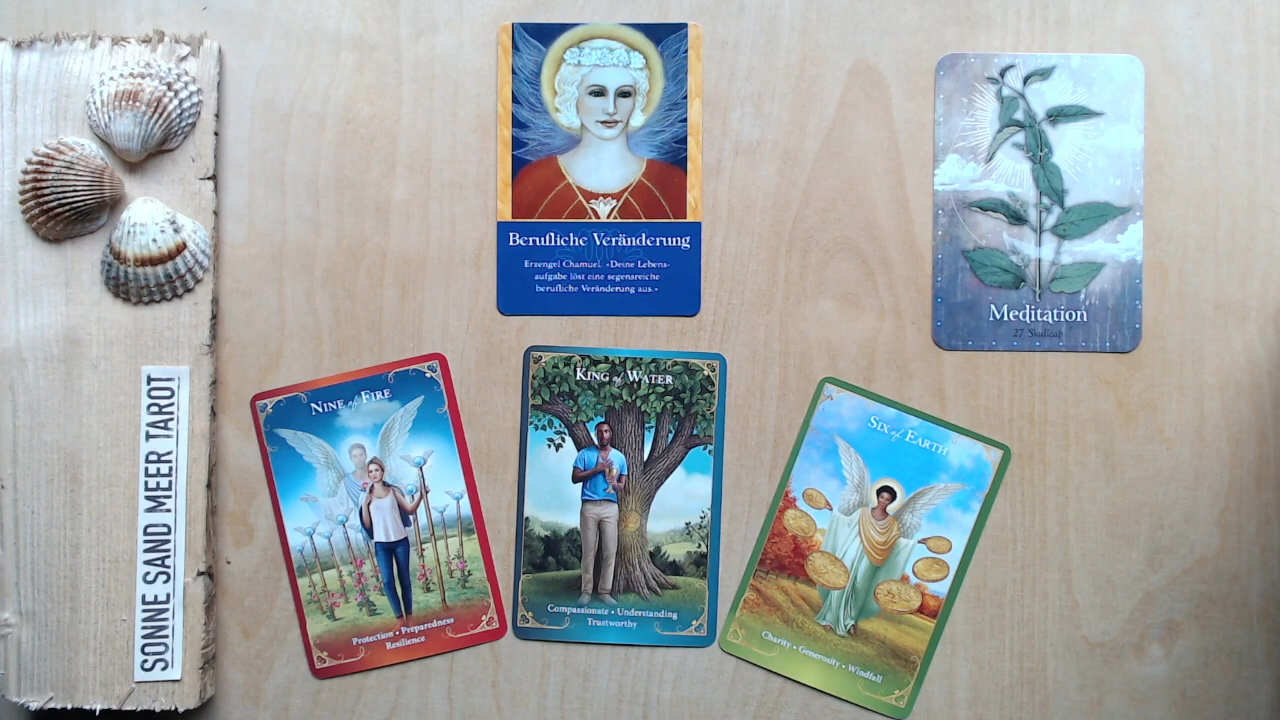 SONNE SAND MEER TAROT
Berufliche Veränderung
Erzengel Chamuel: «Deine Lebens-
aufgabe löst eine segensreiche
berufliche Veränderung aus.»
Meditation
27. Skullcap
NINE of FIRE
Protection • Preparedness
Resilience
KING of WATER
Compassionate • Understanding
Trustworthy
SIX of EARTH
Charity • Generosity • Windfall